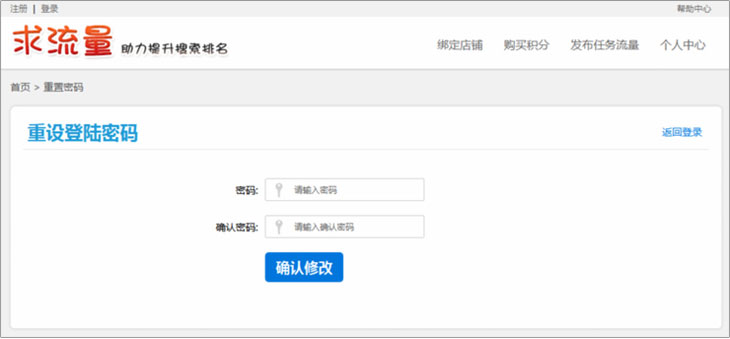 注册 | 登录 帮助中心
求流量 助力提升搜索排名 绑定店铺 购买积分 发布任务流量 个人中心
首页 > 重置密码
重设登陆密码 返回登录
密码: 请输入密码
确认密码: 请输入确认密码
确认修改